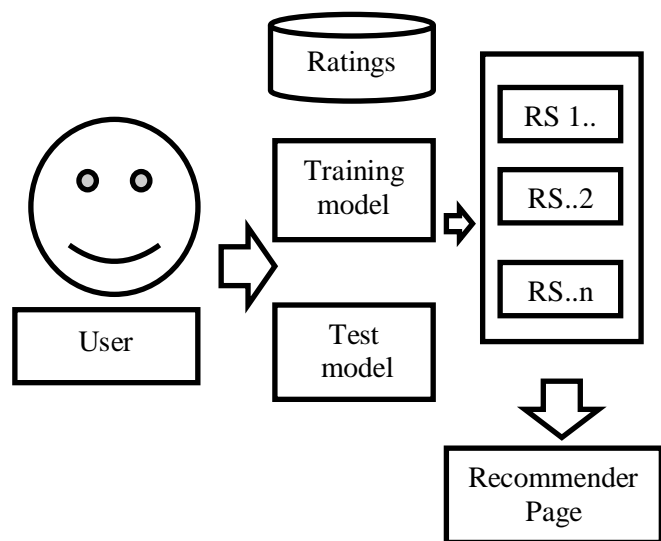 Ratings
RS 1..
Training
model
RS..2
RS..n
User
Test
model
Recommender
Page